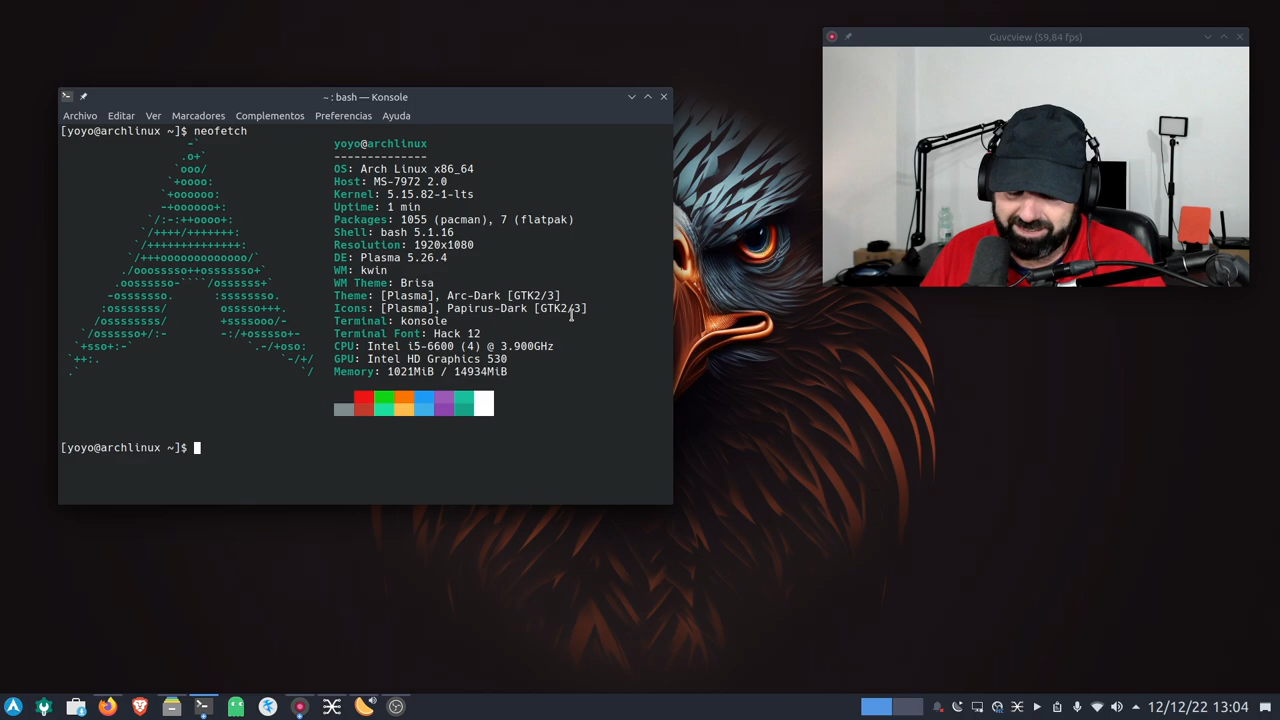 Guvcview (59,84 fps)
~ : bash — Konsole
Archivo Editar Ver Marcadores Complementos Preferencias Ayuda
[yoyo@archlinux ~]$ neofetch
yoyo@archlinux
--------------
OS: Arch Linux x86_64
Host: MS-7972 2.0
Kernel: 5.15.82-1-lts
Uptime: 1 min
Packages: 1055 (pacman), 7 (flatpak)
Shell: bash 5.1.16
Resolution: 1920x1080
DE: Plasma 5.26.4
WM: kwin
WM Theme: Brisa
Theme: [Plasma], Arc-Dark [GTK2/3]
Icons: [Plasma], Papirus-Dark [GTK2/3]
Terminal: konsole
Terminal Font: Hack 12
CPU: Intel i5-6600 (4) @ 3.900GHz
GPU: Intel HD Graphics 530
Memory: 1021MiB / 14934MiB
[yoyo@archlinux ~]$
12/12/22 13:04